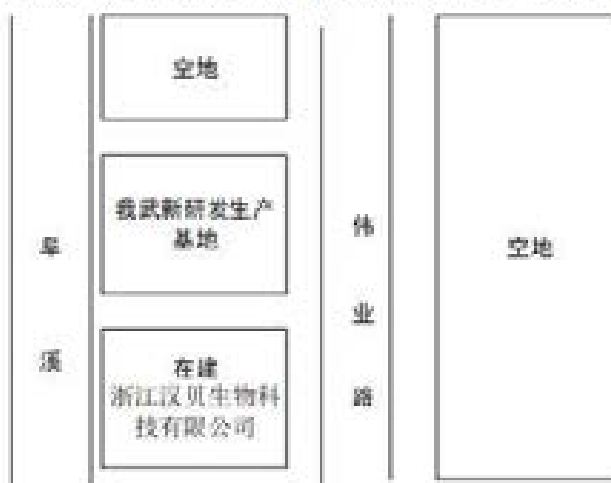 空地
我武新研发生产
基地
阜
溪
伟
业
路
空地
在建
浙江汉贝生物科
技有限公司